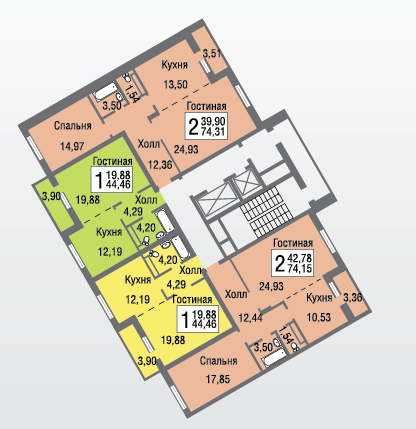 3,51
Кухня
13,50
1,54
3,50
Спальня
14,97
Гостиная
2 39,90
74,31
24,93
Холл
12,36
Гостиная
1 19.88
44,46
3,90
19,88
Холл
4,29
4,20
Кухня
12,19
4,20
Кухня
12,19
Холл
4,29
Гостиная
1 19.88
44,46
19,88
3,90
Гостиная
2 42,78
74,15
24,93
Холл
12,44
Кухня
10,53
3,36
1,54
3,50
Спальня
17,85